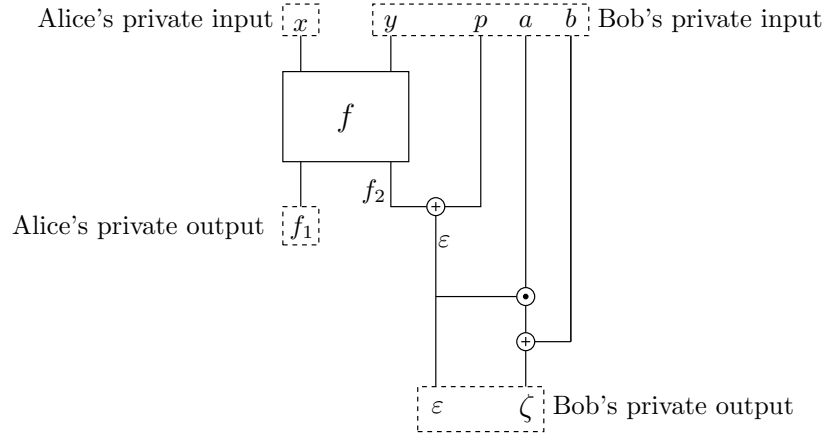 Alice's private input x y p a b Bob's private input
f
f₂ +
Alice's private output f₁
ε
+
ε ζ Bob's private output